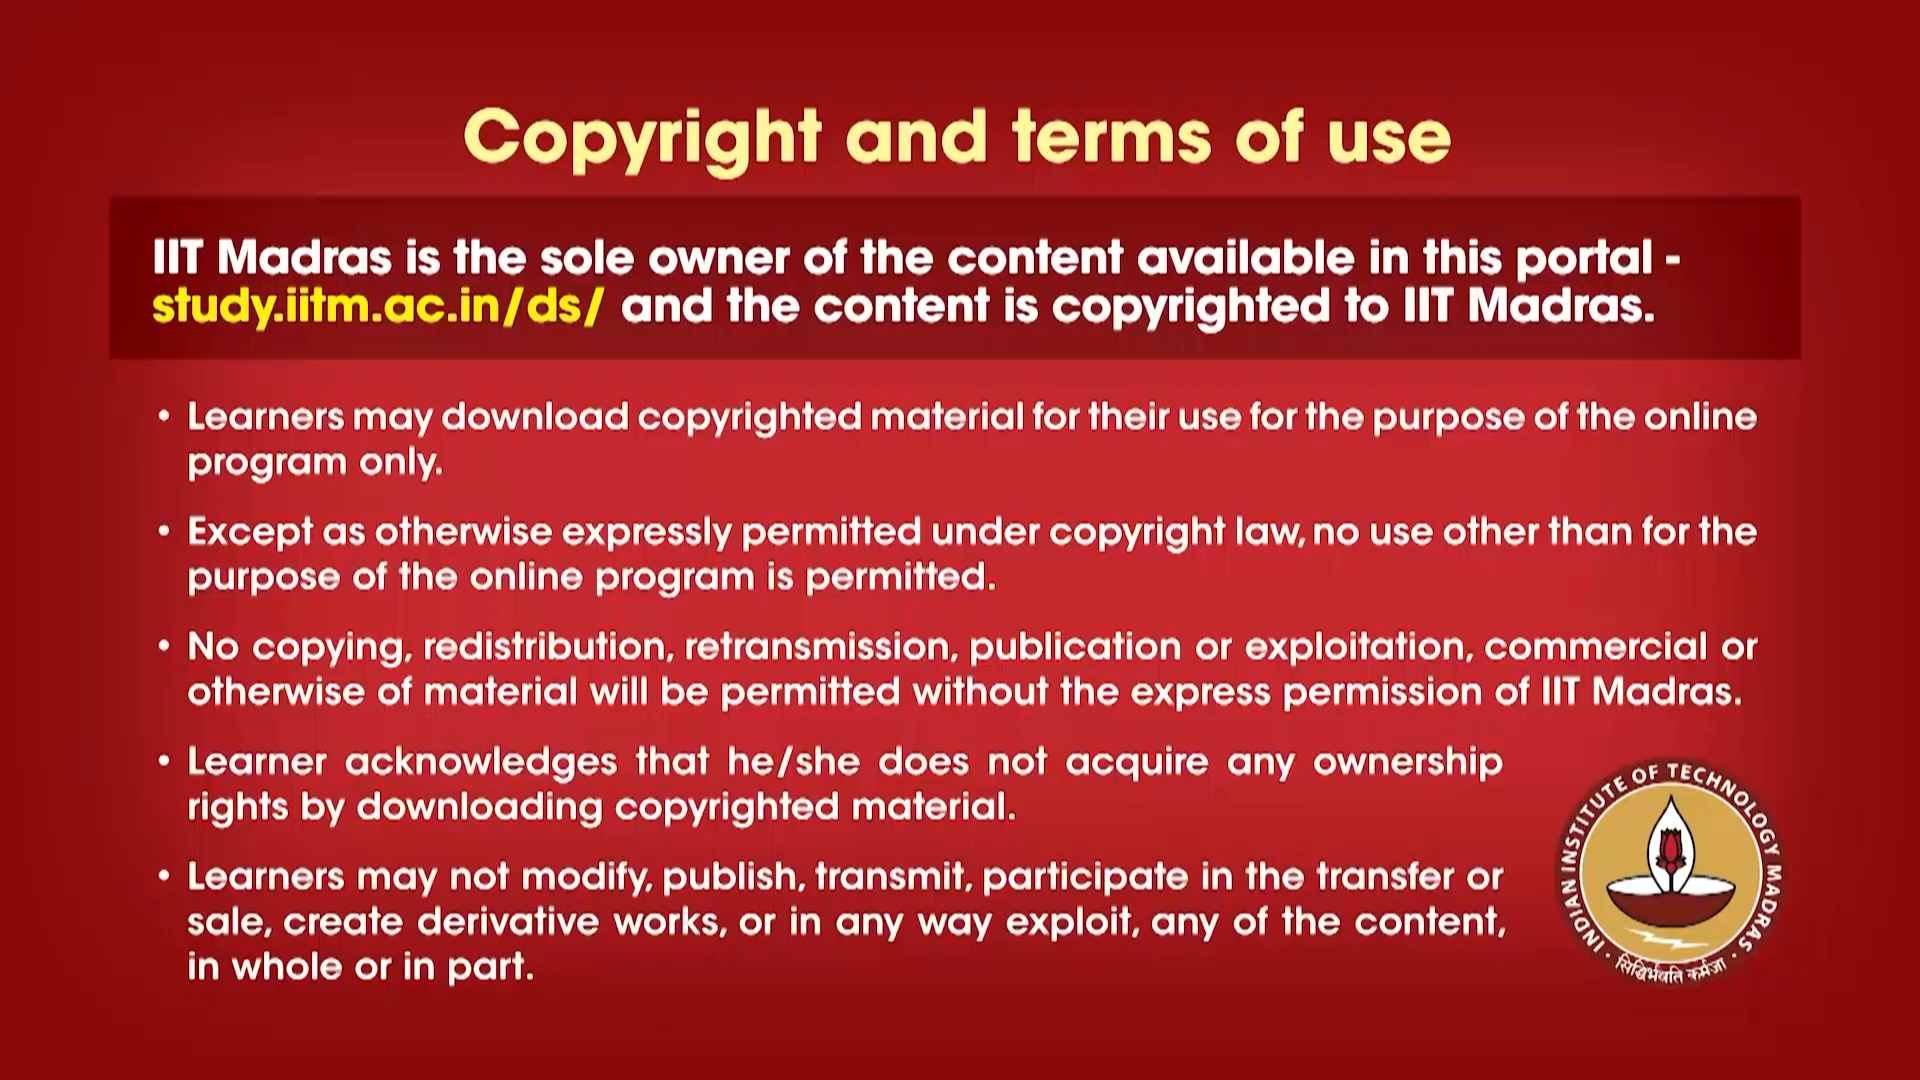 Copyright and terms of use
IIT Madras is the sole owner of the content available in this portal -
study.iitm.ac.in/ds/ and the content is copyrighted to IIT Madras.
• Learners may download copyrighted material for their use for the purpose of the online
program only.
• Except as otherwise expressly permitted under copyright law, no use other than for the
purpose of the online program is permitted.
• No copying, redistribution, retransmission, publication or exploitation, commercial or
otherwise of material will be permitted without the express permission of IIT Madras.
• Learner acknowledges that he/she does not acquire any ownership
rights by downloading copyrighted material.
• Learners may not modify, publish, transmit, participate in the transfer or
sale, create derivative works, or in any way exploit, any of the content,
in whole or in part.
INDIAN INSTITUTE OF TECHNOLOGY MADRAS
सिद्धिर्भवति कर्मजा